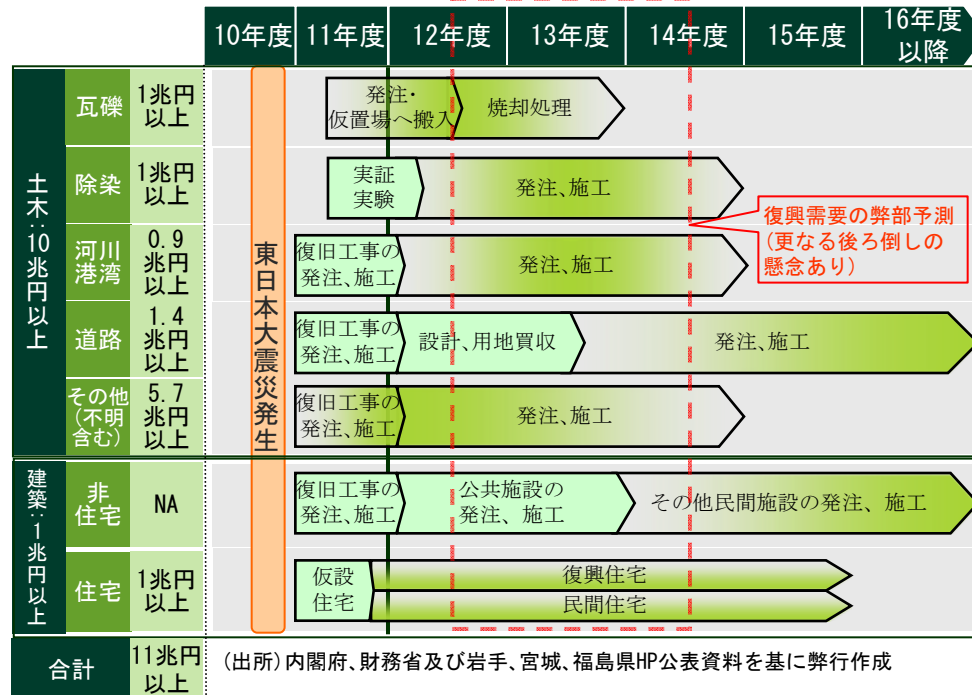 10年度
11年度
12年度
13年度
14年度
15年度
16年度
以降
土木：10兆円以上
瓦礫
1兆円
以上
発注・
仮置場へ搬入
焼却処理
除染
1兆円
以上
実証
実験
発注、施工
河川
港湾
0.9
兆円
以上
復旧工事の
発注、施工
発注、施工
道路
1.4
兆円
以上
復旧工事の
発注、施工
設計、用地買収
発注、施工
その他
(不明
含む)
5.7
兆円
以上
復旧工事の
発注、施工
発注、施工
東日本大震災発生
復興需要の弊部予測
(更なる後ろ倒しの
懸念あり)
建築：1兆円以上
非
住宅
NA
復旧工事の
発注、施工
公共施設の
発注、施工
その他民間施設の発注、施工
住宅
1兆円
以上
仮設
住宅
復興住宅
民間住宅
合計
11兆円
以上
(出所)内閣府、財務省及び岩手、宮城、福島県HP公表資料を基に弊行作成